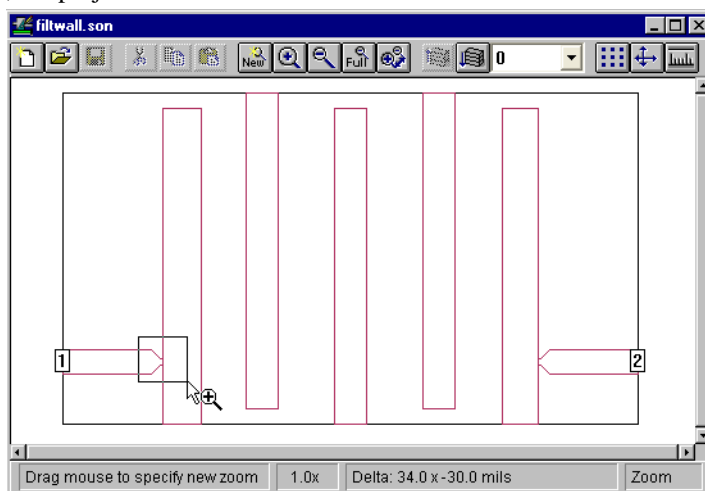 filtwall.son
New Full 0
1 2
Drag mouse to specify new zoom 1.0x Delta: 34.0 x -30.0 mils Zoom